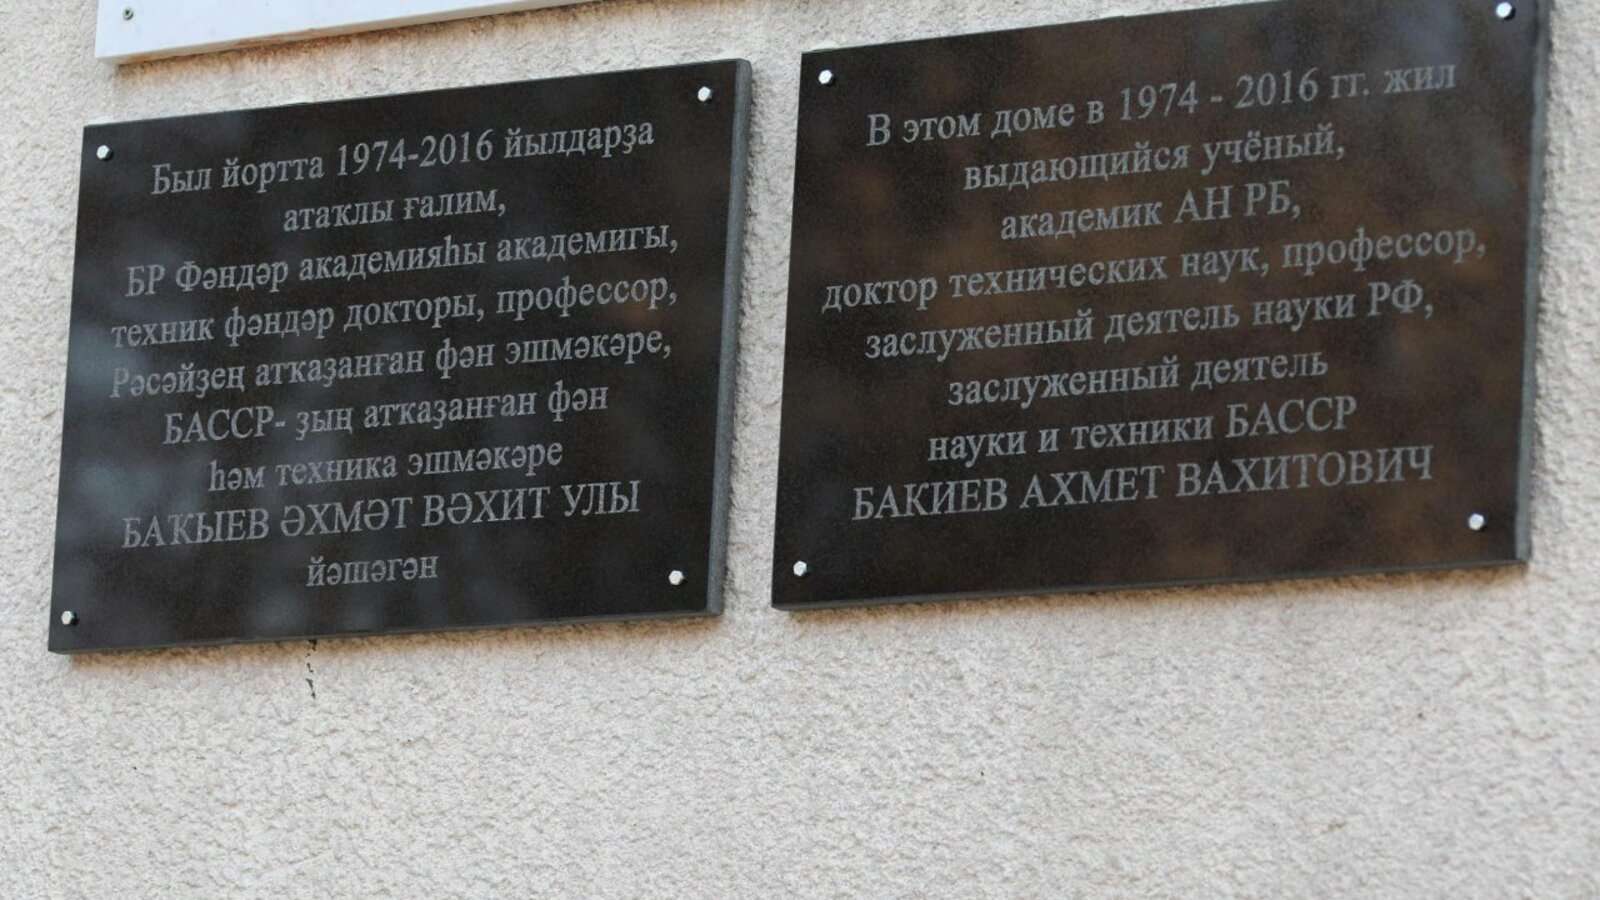 Был йортта 1974-2016 йылдарҙа
атаҡлы ғалим,
БР Фәндәр академияһы академигы,
техник фәндәр докторы, профессор,
Рәсәйҙең атҡаҙанған фән эшмәкәре,
БАССР- ҙың атҡаҙанған фән
һәм техника эшмәкәре
БАҠЫЕВ ӘХМӘТ ВӘХИТ УЛЫ
йәшәгән
В этом доме в 1974 - 2016 гг. жил
выдающийся учёный,
академик АН РБ,
доктор технических наук, профессор,
заслуженный деятель науки РФ,
заслуженный деятель
науки и техники БАССР
БАКИЕВ АХМЕТ ВАХИТОВИЧ